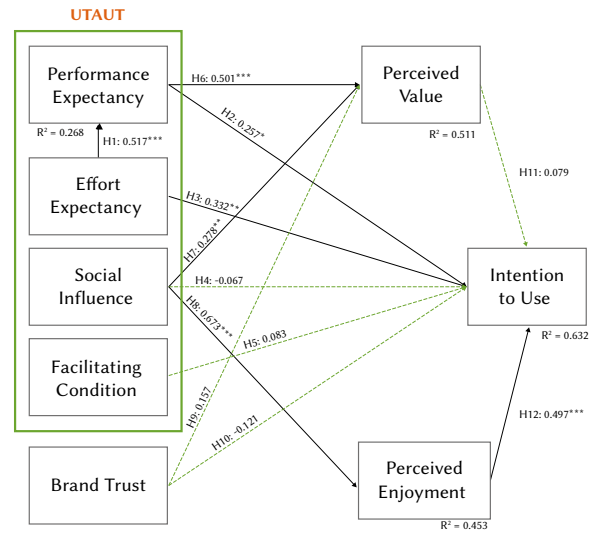 UTAUT
Performance
Expectancy
R² = 0.268
H1: 0.517***
Effort
Expectancy
Social
Influence
Facilitating
Condition
Brand Trust
H6: 0.501***
H2: 0.257*
H3: 0.332**
H7: 0.278**
H4: -0.067
H8: 0.673***
H5: 0.083
H9: 0.157
H10: -0.121
Perceived
Value
R² = 0.511
H11: 0.079
Intention
to Use
R² = 0.632
H12: 0.497***
Perceived
Enjoyment
R² = 0.453